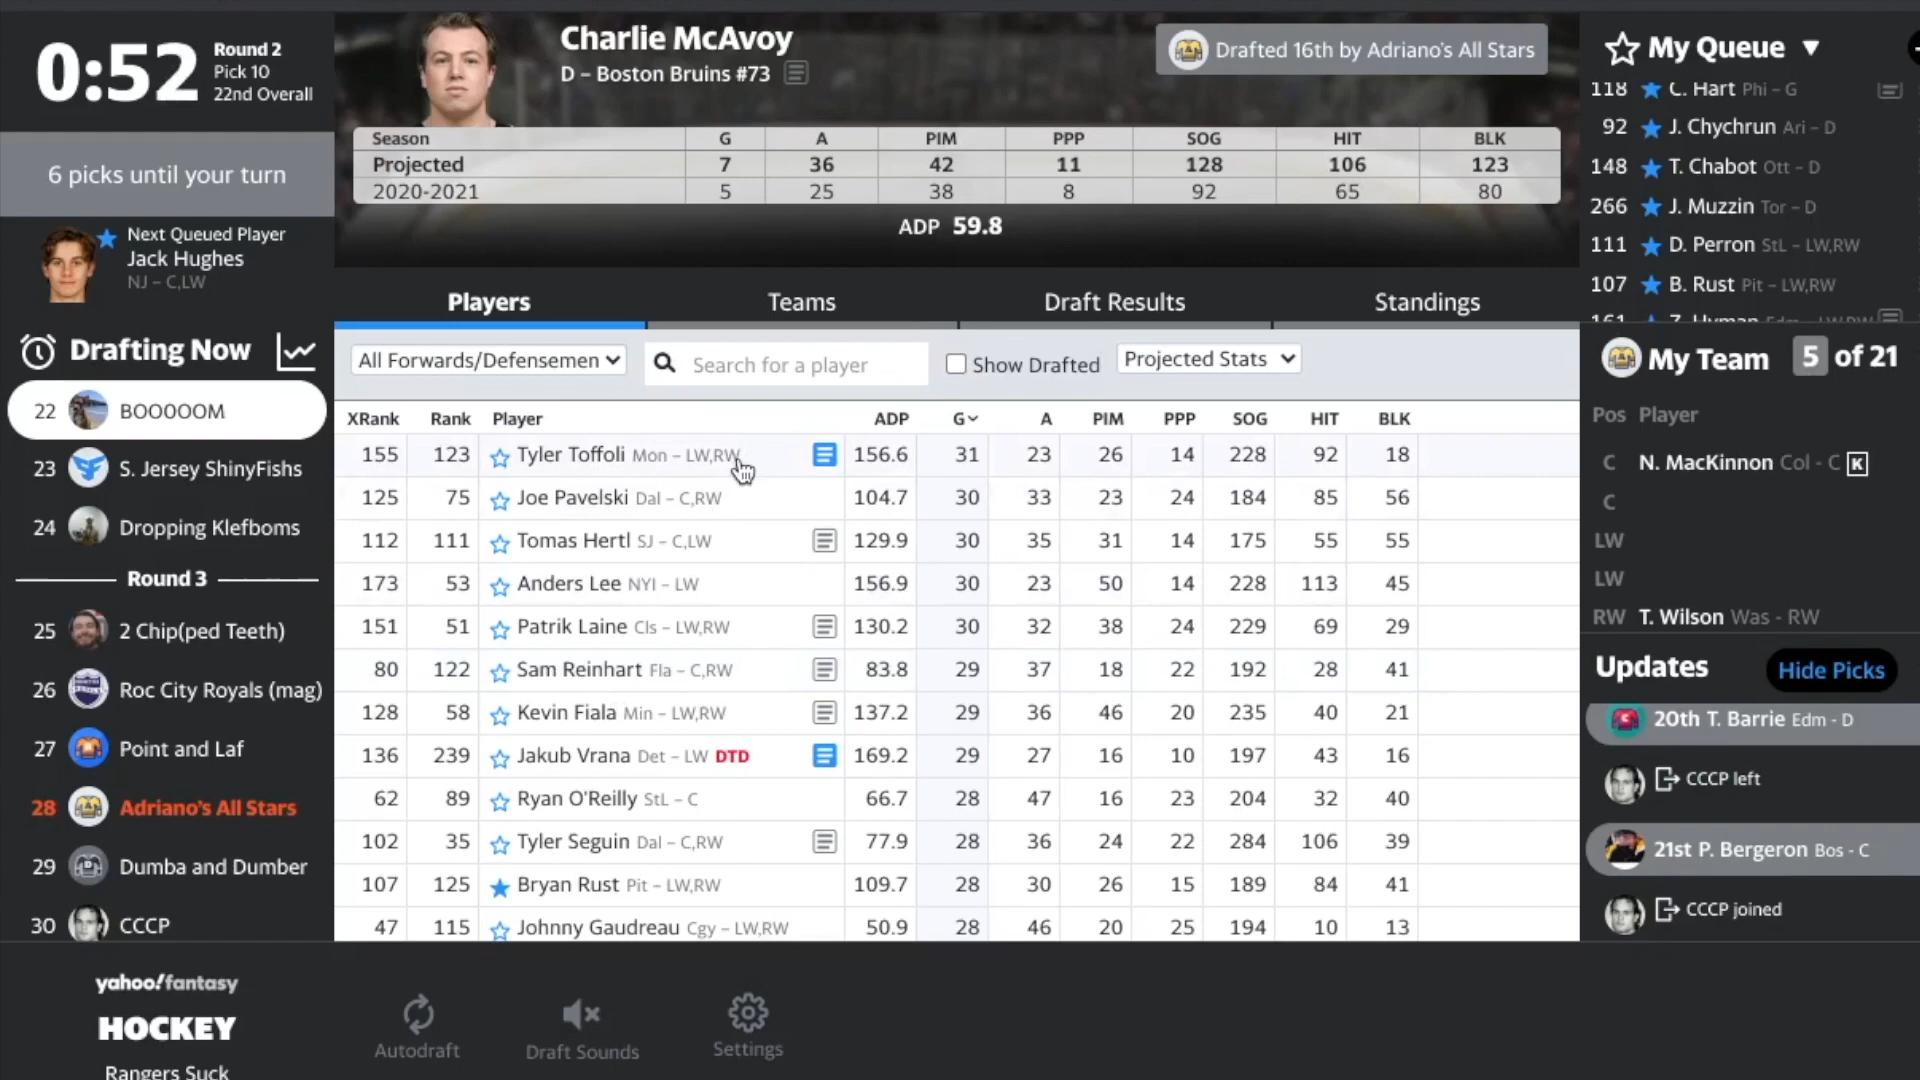 0:52
Round 2
Pick 10
22nd Overall
6 picks until your turn
Next Queued Player
Jack Hughes
NJ – C,LW
Drafting Now
22 BOOOOOM
23 S. Jersey ShinyFishs
24 Dropping Klefboms
Round 3
25 2 Chip(ped Teeth)
26 Roc City Royals (mag)
27 Point and Laf
28 Adriano's All Stars
29 Dumba and Dumber
30 CCCP
yahoo!fantasy
HOCKEY
Rangers Suck
Charlie McAvoy
D – Boston Bruins #73
Drafted 16th by Adriano's All Stars
Season G A PIM PPP SOG HIT BLK
Projected 7 36 42 11 128 106 123
2020-2021 5 25 38 8 92 65 80
ADP 59.8
Players Teams Draft Results Standings
All Forwards/Defensemen Search for a player Show Drafted Projected Stats
XRank Rank Player ADP G A PIM PPP SOG HIT BLK
155 123 Tyler Toffoli Mon – LW,RW 156.6 31 23 26 14 228 92 18
125 75 Joe Pavelski Dal – C,RW 104.7 30 33 23 24 184 85 56
112 111 Tomas Hertl SJ – C,LW 129.9 30 35 31 14 175 55 55
173 53 Anders Lee NYI – LW 156.9 30 23 50 14 228 113 45
151 51 Patrik Laine Cls – LW,RW 130.2 30 32 38 24 229 69 29
80 122 Sam Reinhart Fla – C,RW 83.8 29 37 18 22 192 28 41
128 58 Kevin Fiala Min – LW,RW 137.2 29 36 46 20 235 40 21
136 239 Jakub Vrana Det – LW DTD 169.2 29 27 16 10 197 43 16
62 89 Ryan O'Reilly StL – C 66.7 28 47 16 23 204 32 40
102 35 Tyler Seguin Dal – C,RW 77.9 28 36 24 22 284 106 39
107 125 Bryan Rust Pit – LW,RW 109.7 28 30 26 15 189 84 41
47 115 Johnny Gaudreau Cgy – LW,RW 50.9 28 46 20 25 194 10 13
Autodraft Draft Sounds Settings
My Queue
118 C. Hart Phi – G
92 J. Chychrun Ari – D
148 T. Chabot Ott – D
266 J. Muzzin Tor – D
111 D. Perron StL – LW,RW
107 B. Rust Pit – LW,RW
161 Z. Hyman Edm – LW,RW
My Team 5 of 21
Pos Player
C N. MacKinnon Col - C K
C
LW
LW
RW T. Wilson Was - RW
Updates Hide Picks
20th T. Barrie Edm - D
CCCP left
21st P. Bergeron Bos - C
CCCP joined